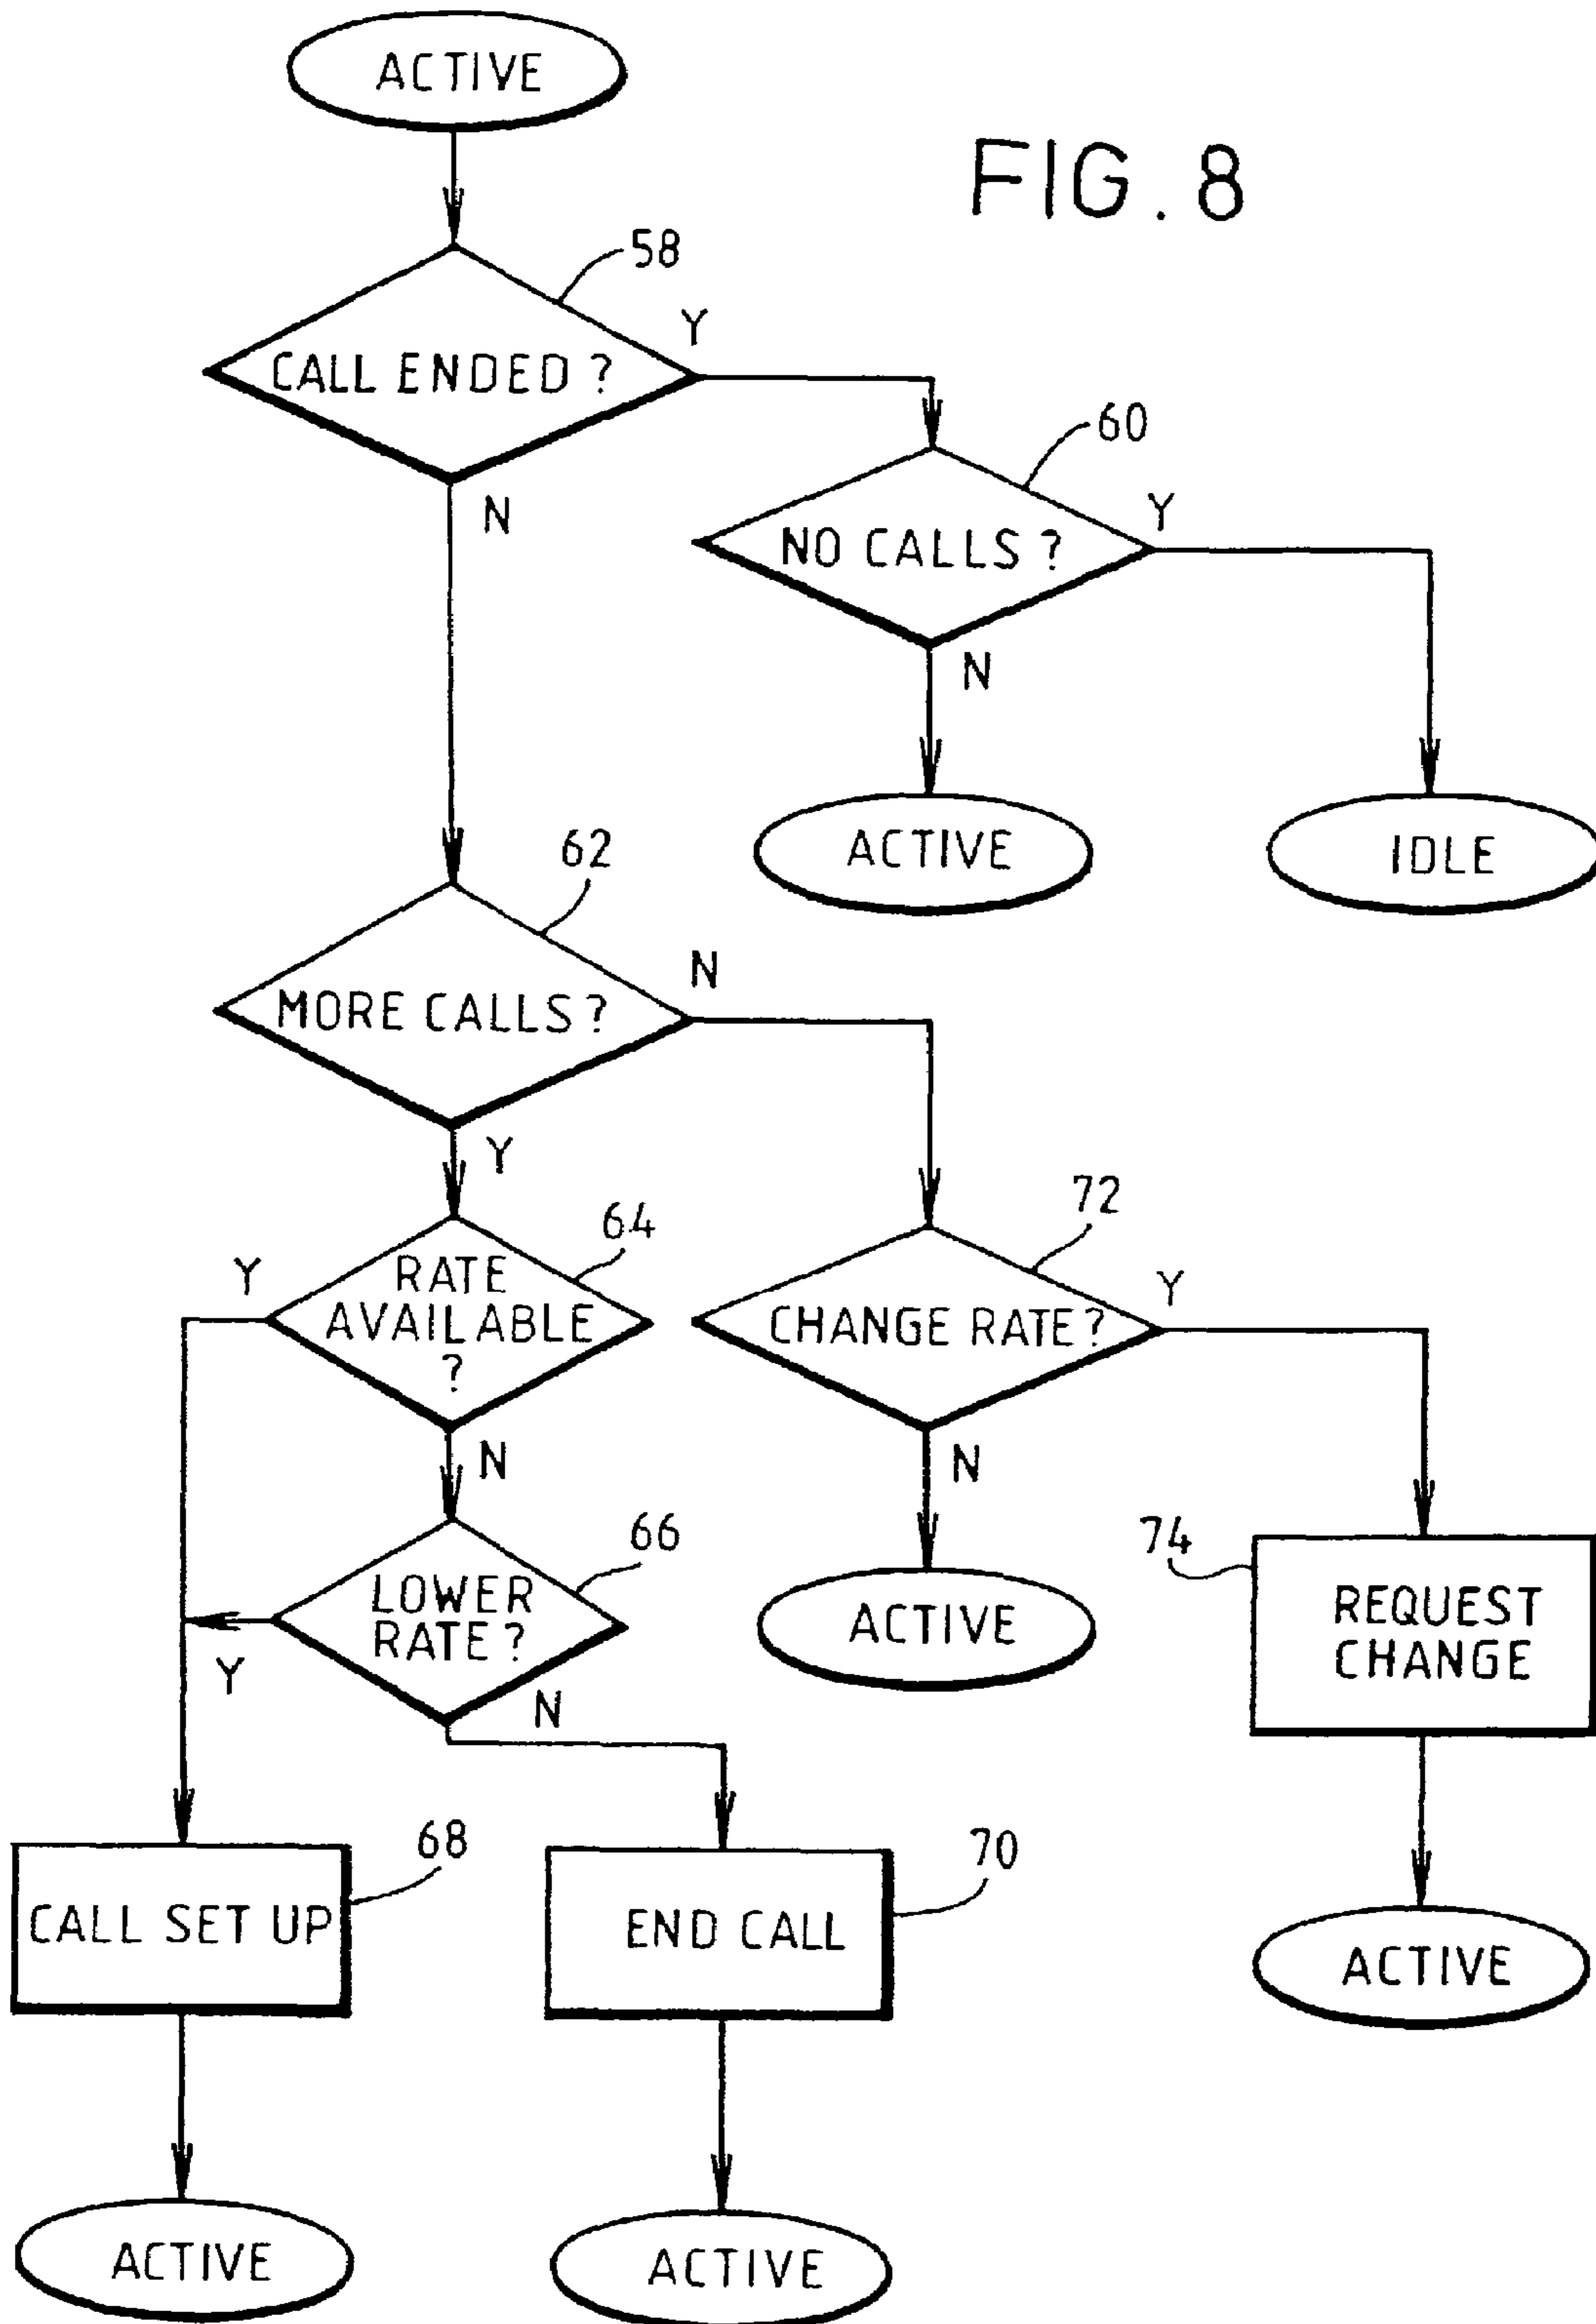 ACTIVE
FIG. 8
58
Y
CALL ENDED ?
60
N
Y
NO CALLS ?
N
62
ACTIVE
IDLE
N
MORE CALLS ?
Y
72
64
Y
RATE
AVAILABLE
?
Y
CHANGE RATE ?
N
N
66
74
LOWER
RATE ?
ACTIVE
REQUEST
CHANGE
Y
N
68
70
CALL SET UP
END CALL
ACTIVE
ACTIVE
ACTIVE